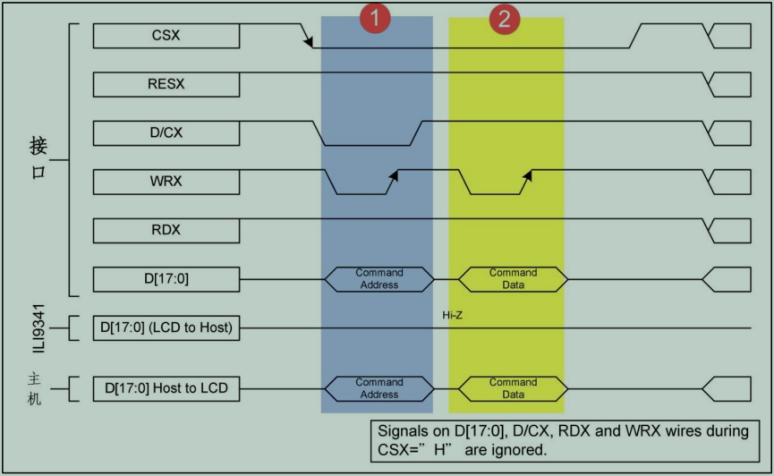 1
2
CSX
RESX
D/CX
接
口
WRX
RDX
D[17:0]
Command
Address
Command
Data
ILI9341
D[17:0] (LCD to Host)
Hi-Z
主
机
D[17:0] Host to LCD
Command
Address
Command
Data
Signals on D[17:0], D/CX, RDX and WRX wires during
CSX=”H” are ignored.